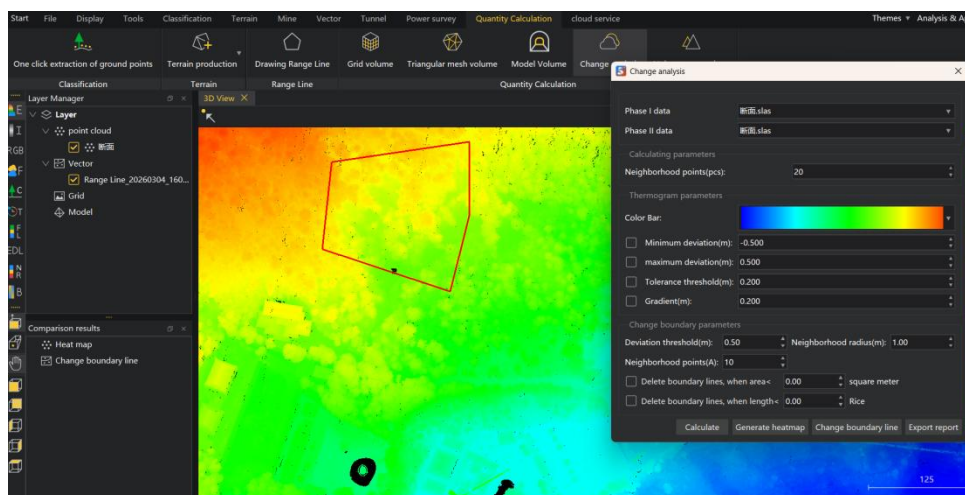 Start File Display Tools Classification Terrain Mine Vector Tunnel Power survey Quantity Calculation cloud service Themes Analysis &
One click extraction of ground points Terrain production Drawing Range Line Grid volume Triangular mesh volume Model Volume Change
Classification Terrain Range Line Quantity Calculation
Layer Manager
3D View
Layer
point cloud
断面
Vector
Range Line_20260304_160...
Grid
Model
E
I
RGB
F
C
T
F
L
EDL
N
R
B
Comparison results
Heat map
Change boundary line
Change analysis
Phase I data 断面.slas
Phase II data 断面.slas
Calculating parameters
Neighborhood points(pcs): 20
Thermogram parameters
Color Bar:
Minimum deviation(m): -0.500
maximum deviation(m): 0.500
Tolerance threshold(m): 0.200
Gradient(m): 0.200
Change boundary parameters
Deviation threshold(m): 0.50 Neighborhood radius(m): 1.00
Neighborhood points(A): 10
Delete boundary lines, when area< 0.00 square meter
Delete boundary lines, when length< 0.00 Rice
Calculate Generate heatmap Change boundary line Export report
125